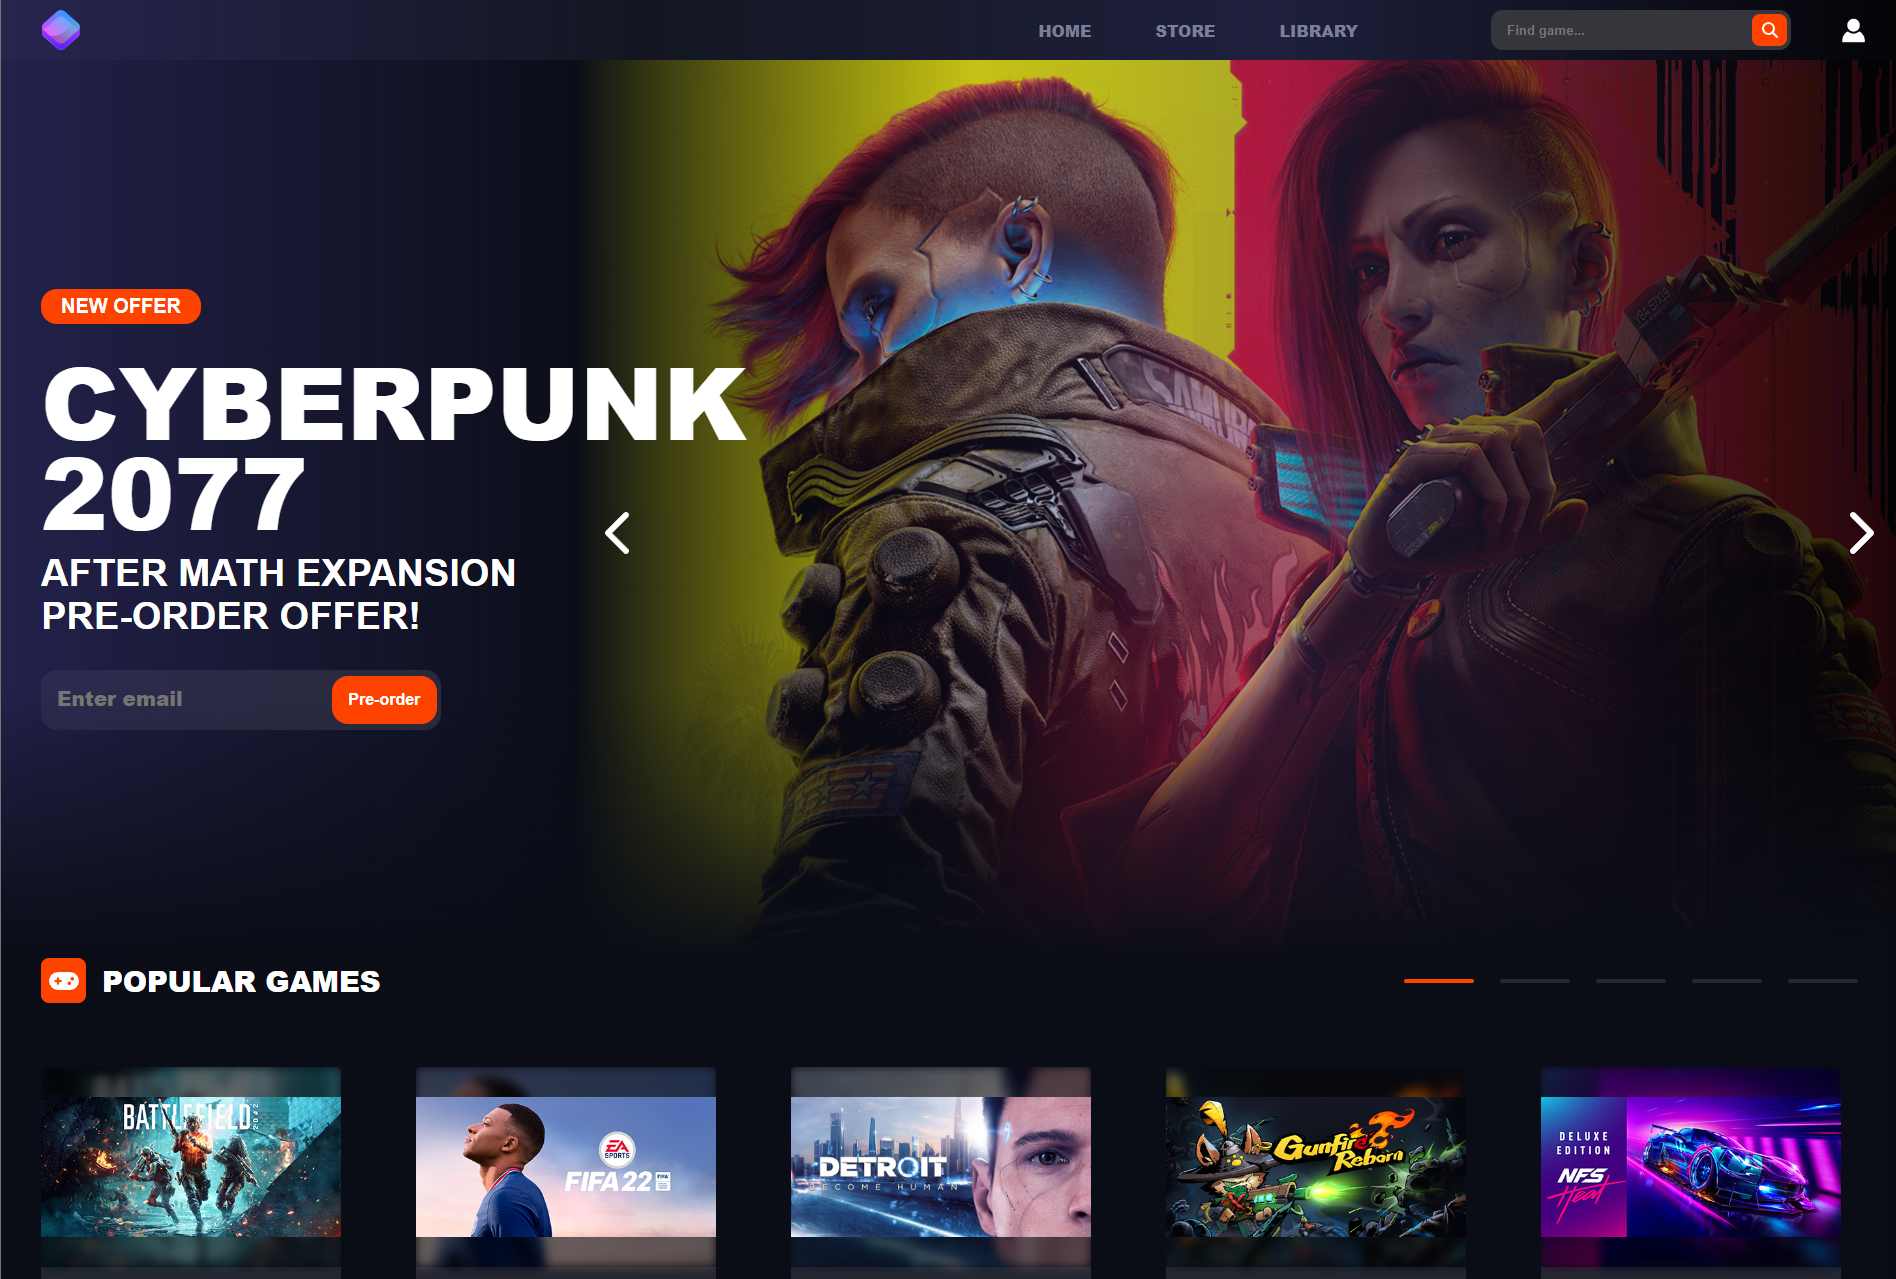 HOME STORE LIBRARY Find game...
NEW OFFER
CYBERPUNK
2077
AFTER MATH EXPANSION
PRE-ORDER OFFER!
Enter email Pre-order
POPULAR GAMES
BATTLEFIELD 2042
EA
SPORTS
FIFA 22
FIFA
DETROIT
BECOME HUMAN
Gunfire
Reborn
DELUXE
EDITION
NFS
Heat